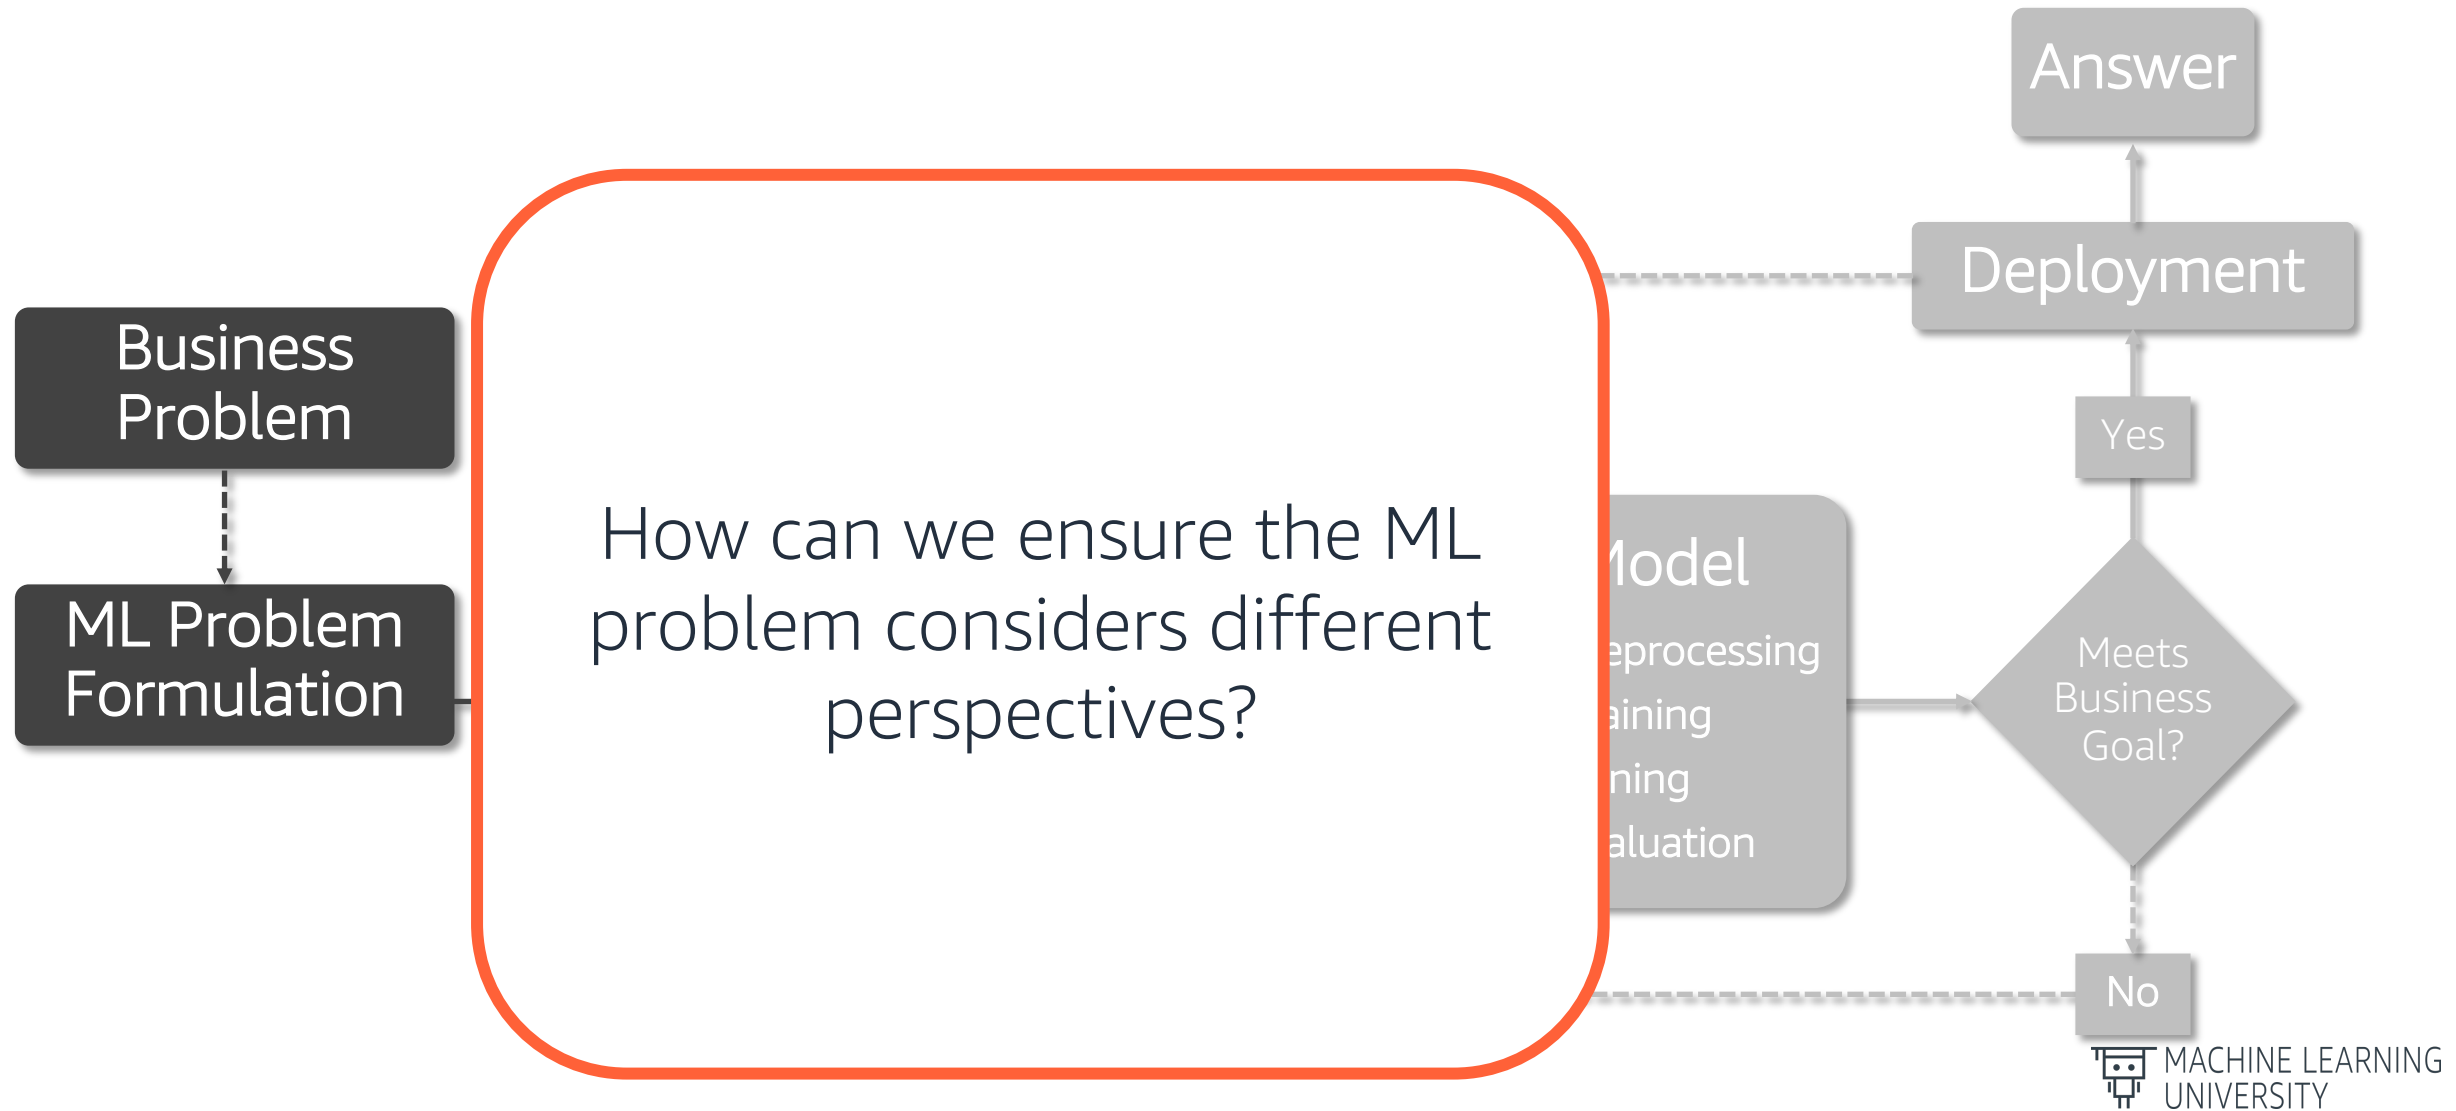 Business
Problem
ML Problem
Formulation
How can we ensure the ML
problem considers different
perspectives?
Model
eprocessing
aining
ning
aluation
Meets
Business
Goal?
Yes
No
Deployment
Answer
MACHINE LEARNING
UNIVERSITY